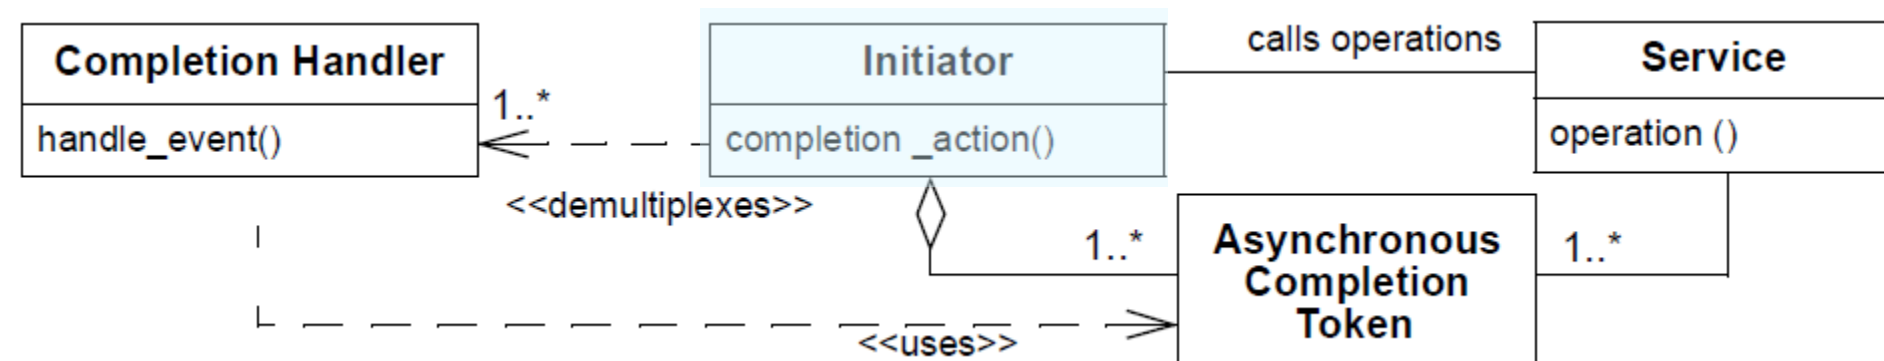 Completion Handler
handle_event()
1..*
<<demultiplexes>>
Initiator
completion _action()
calls operations
Service
operation ()
1..*
Asynchronous
Completion
Token
1..*
<<uses>>